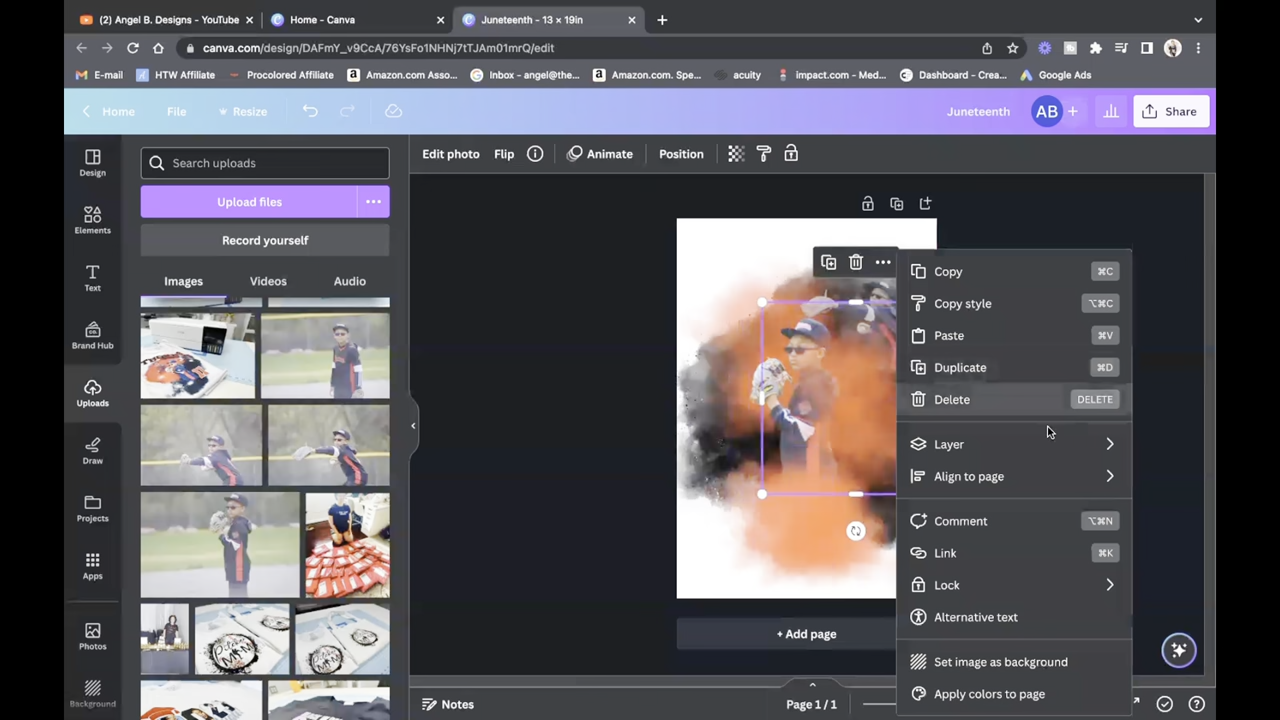 (2) Angel B. Designs - YouTube
Home - Canva
Juneteenth - 13 × 19in
canva.com/design/DAFmY_v9CcA/76YsFo1NHNj7tTJAm01mrQ/edit
E-mail
HTW Affiliate
Procolored Affiliate
Amazon.com Asso...
Inbox - angel@the...
Amazon.com. Spe...
acuity
impact.com - Med...
Dashboard - Crea...
Google Ads
Home
File
Resize
Juneteenth
AB
Share
Design
Elements
Text
Brand Hub
Uploads
Draw
Projects
Apps
Photos
Background
Search uploads
Upload files
Record yourself
Images
Videos
Audio
Edit photo
Flip
Animate
Position
Copy ⌘C
Copy style ⌥⌘C
Paste ⌘V
Duplicate ⌘D
Delete DELETE
Layer
Align to page
Comment ⌥⌘N
Link ⌘K
Lock
Alternative text
Set image as background
Apply colors to page
+ Add page
Notes
Page 1 / 1